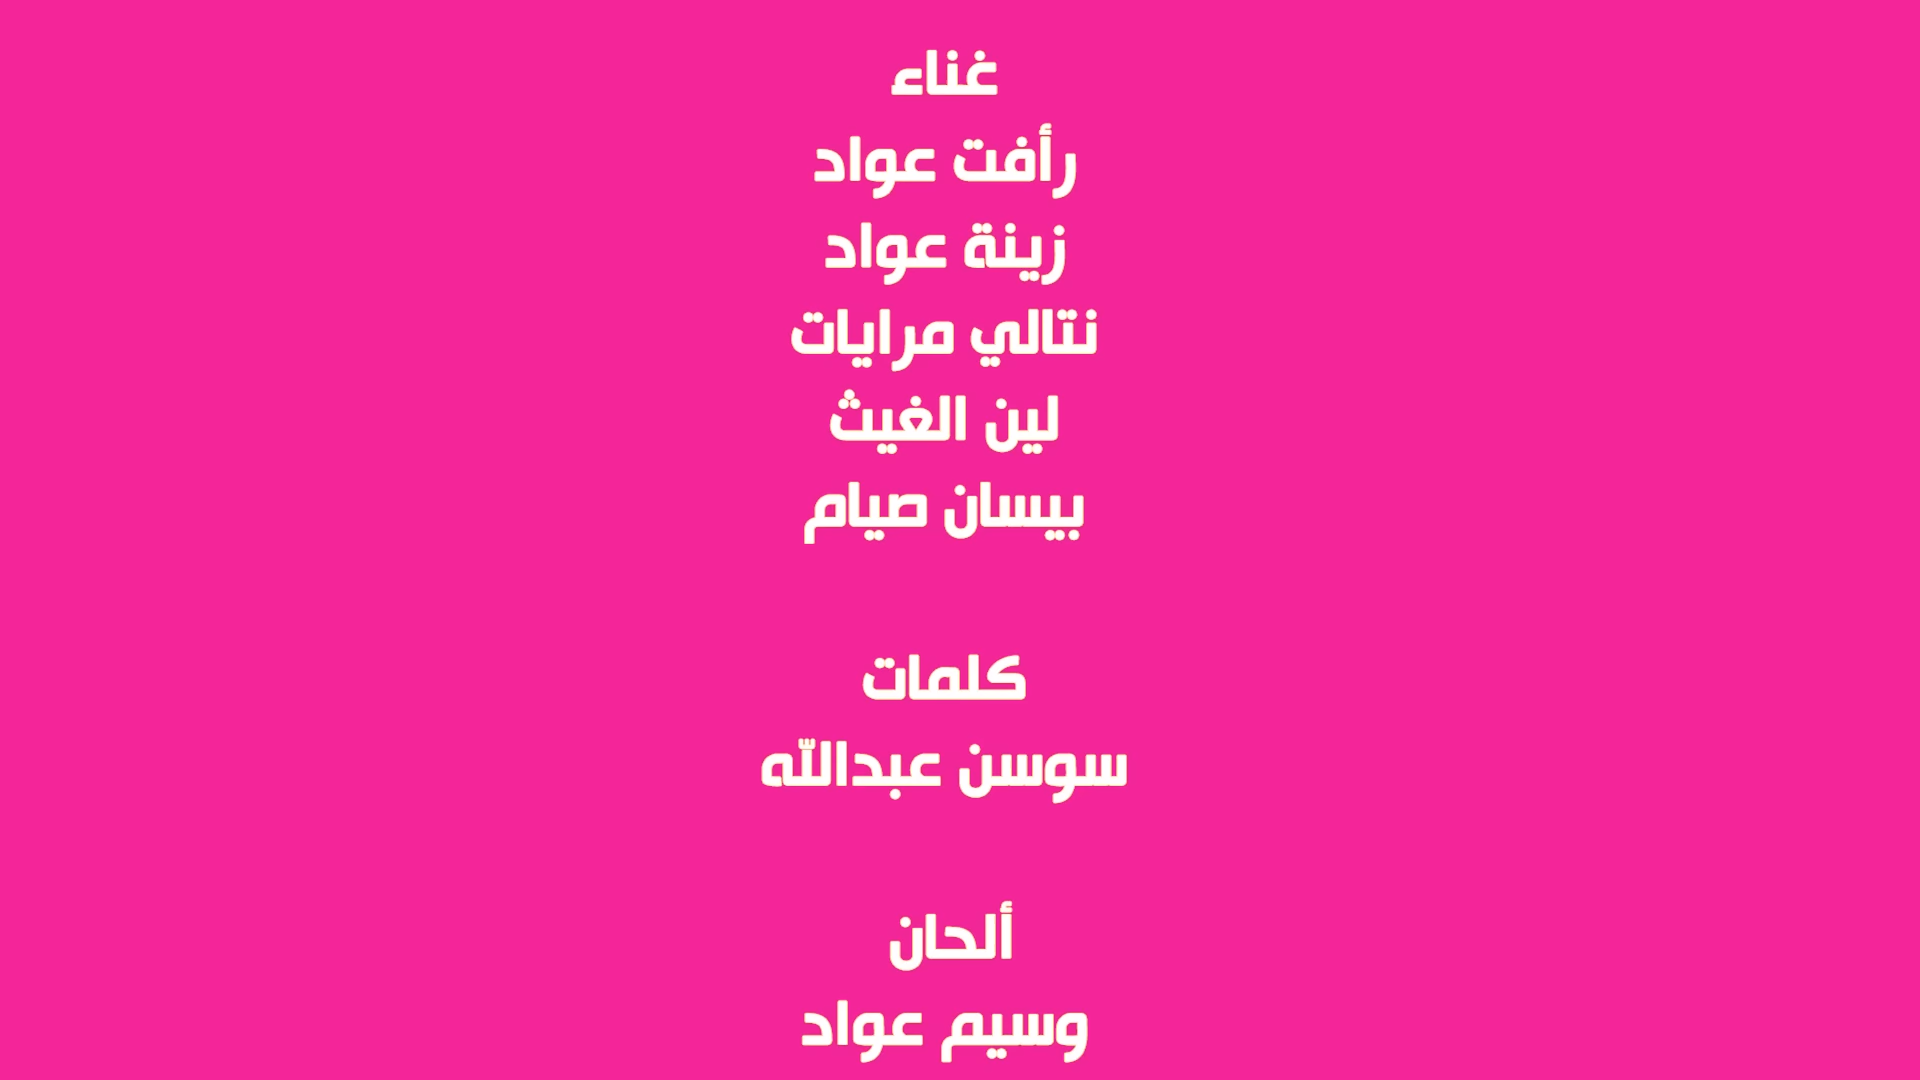 غناء
رأفت عواد
زينة عواد
نتالي مرايات
لين الغيث
بيسان صيام
كلمات
سوسن عبدالله
ألحان
وسيم عواد